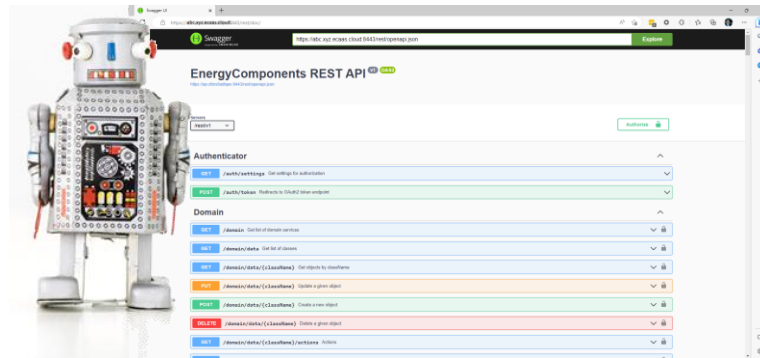 Swagger UI
Swagger
https://abc.xyz.ecaas.cloud:8443/rest/openapi.json
Explore
EnergyComponents REST API
Servers
/rest/v1
Authorize
Authenticator
GET /auth/settings Get settings for authorization
POST /auth/token Redirects to OAuth2 token endpoint
Domain
GET /domain Get list of domain services
GET /domain/data Get list of classes
GET /domain/data/{className} Get objects by className
PUT /domain/data/{className} Update a given object
POST /domain/data/{className} Create a new object
DELETE /domain/data/{className} Delete a given object
GET /domain/data/{className}/actions Actions